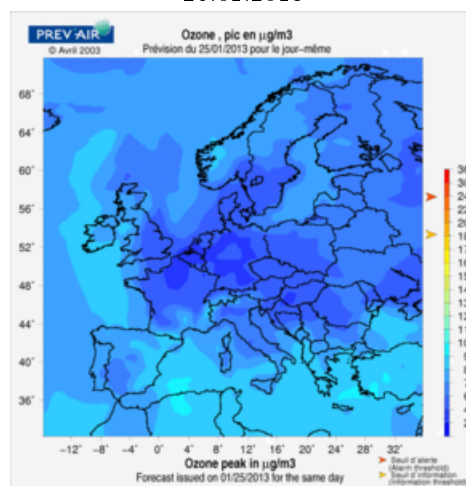 PREV'AIR
© Avril 2003
Ozone , pic en µg/m3
Prévision du 25/01/2013 pour le jour-même
68°
64°
60°
56°
52°
48°
44°
40°
36°
-12° -8° -4° 0° 4° 8° 12° 16° 20° 24° 28° 32°
Ozone peak in µg/m3
Forecast issued on 01/25/2013 for the same day
Seuil d'alerte
(Alarm threshold)
Seuil d'information
(Information threshold)